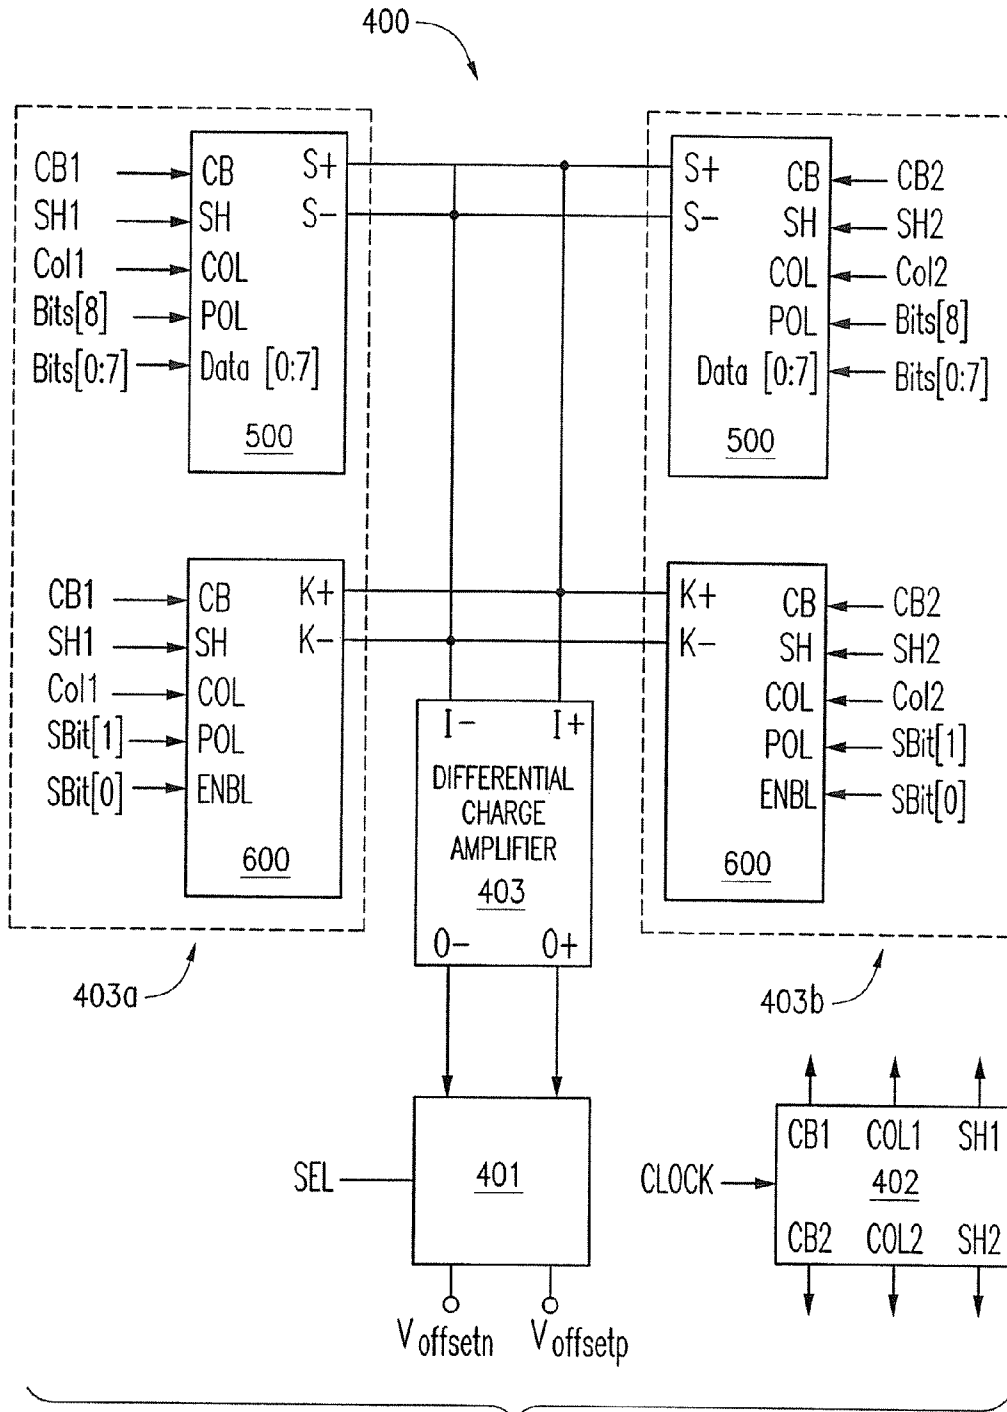 400
CB1 CB S+ S+ CB CB2
SH1 SH S- S- SH SH2
Col1 COL COL Col2
Bits[8] POL POL Bits[8]
Bits[0:7] Data [0:7] Data [0:7] Bits[0:7]
500 500
CB1 CB K+ K+ CB CB2
SH1 SH K- K- SH SH2
Col1 COL COL Col2
SBit[1] POL I- I+ POL SBit[1]
SBit[0] ENBL ENBL SBit[0]
DIFFERENTIAL
CHARGE
AMPLIFIER
600 403 600
O- O+
403a 403b
CB1 COL1 SH1
SEL 401 CLOCK 402
CB2 COL2 SH2
Voffsetn Voffsetp